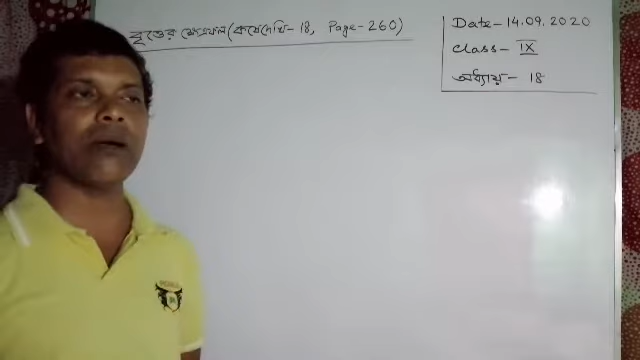 বৃত্তের ক্ষেত্রফল (কষে দেখি - 18, Page - 260)
Date - 14.09.2020
Class - IX
অধ্যায় - 18